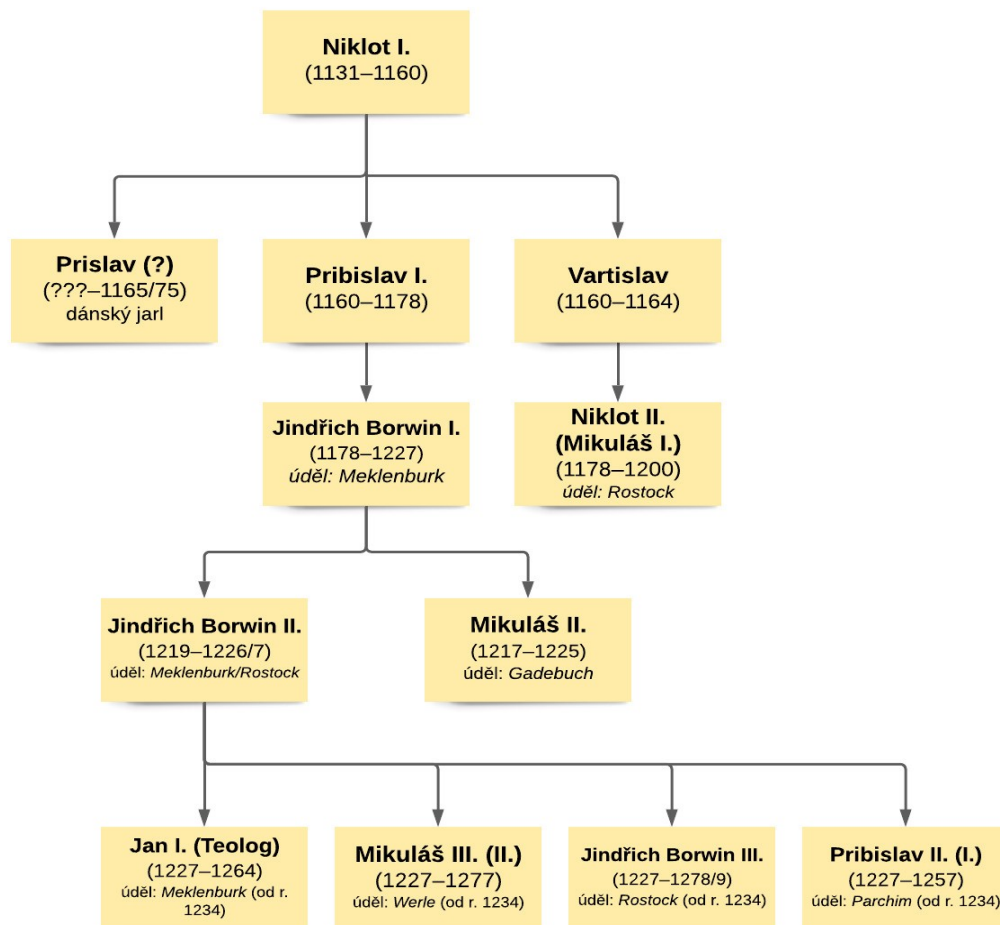 Niklot I.
(1131–1160)
Prislav (?)
(???–1165/75)
dánský jarl
Pribislav I.
(1160–1178)
Vartislav
(1160–1164)
Jindřich Borwin I.
(1178–1227)
úděl: Meklenburk
Niklot II.
(Mikuláš I.)
(1178–1200)
úděl: Rostock
Jindřich Borwin II.
(1219–1226/7)
úděl: Meklenburk/Rostock
Mikuláš II.
(1217–1225)
úděl: Gadebuch
Jan I. (Teolog)
(1227–1264)
úděl: Meklenburk (od r.
1234)
Mikuláš III. (II.)
(1227–1277)
úděl: Werle (od r. 1234)
Jindřich Borwin III.
(1227–1278/9)
úděl: Rostock (od r. 1234)
Pribislav II. (I.)
(1227–1257)
úděl: Parchim (od r. 1234)